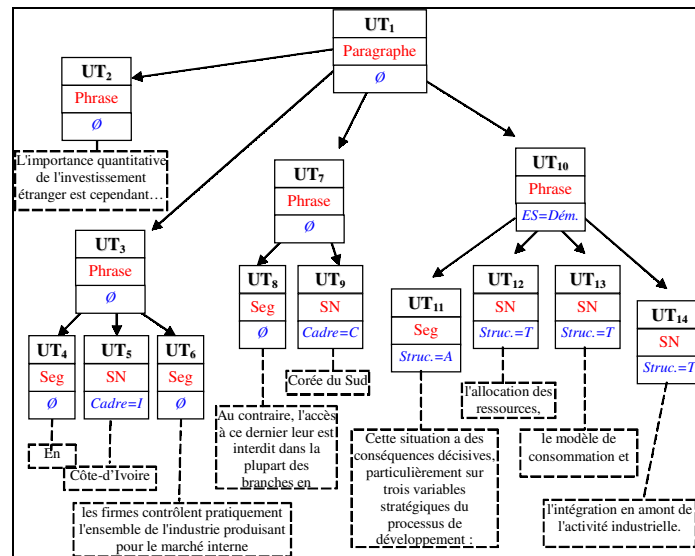 UT1
Paragraphe
Ø
UT2
Phrase
Ø
L'importance quantitative
de l'investissement
étranger est cependant…
UT3
Phrase
Ø
UT4
Seg
Ø
En
UT5
SN
Cadre=I
Côte-d'Ivoire
UT6
Seg
Ø
les firmes contrôlent pratiquement
l'ensemble de l'industrie produisant
pour le marché interne
UT7
Phrase
Ø
UT8
Seg
Ø
Au contraire, l'accès
à ce dernier leur est
interdit dans la
plupart des
branches en
UT9
SN
Cadre=C
Corée du Sud
UT10
Phrase
ES=Dém.
UT11
Seg
Struc.=A
Cette situation a des
conséquences décisives,
particulièrement sur
trois variables
stratégiques du
processus de
développement :
UT12
SN
Struc.=T
l'allocation des
ressources,
UT13
SN
Struc.=T
le modèle de
consommation et
UT14
SN
Struc.=T
l'intégration en amont de
l'activité industrielle.